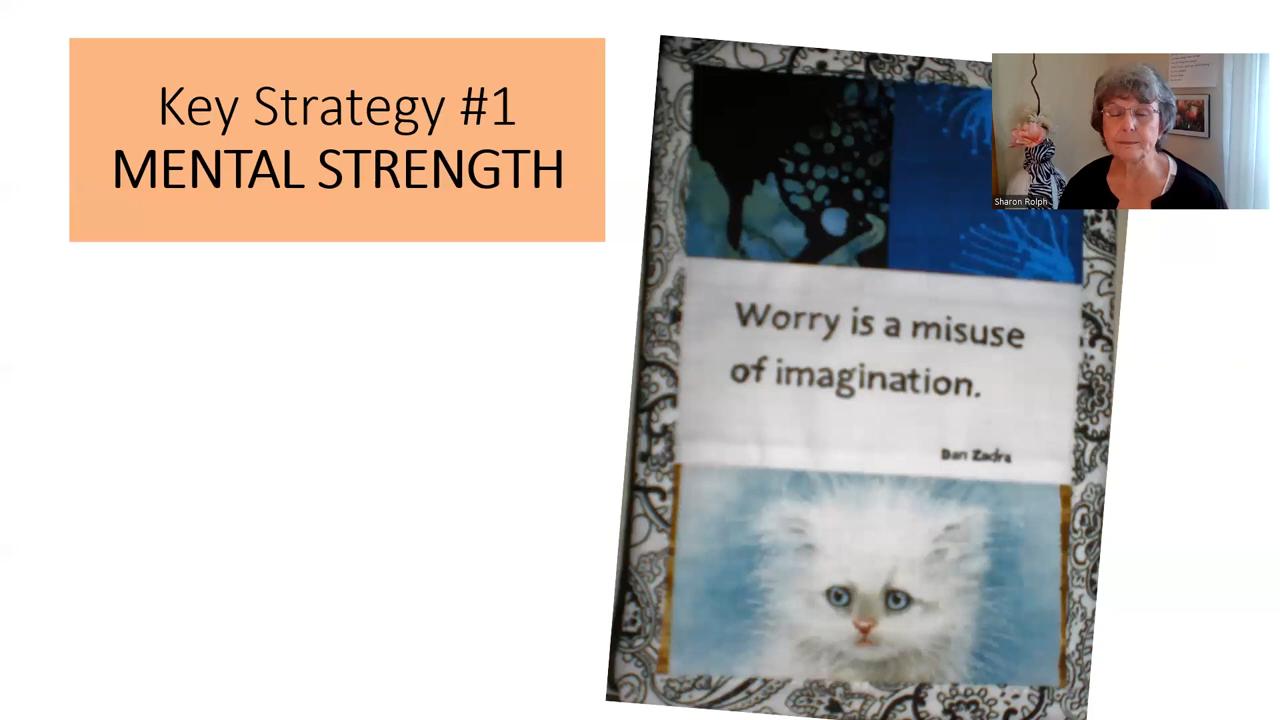 Key Strategy #1
MENTAL STRENGTH
Worry is a misuse
of imagination.
Dan Zadra
Sharon Rolph